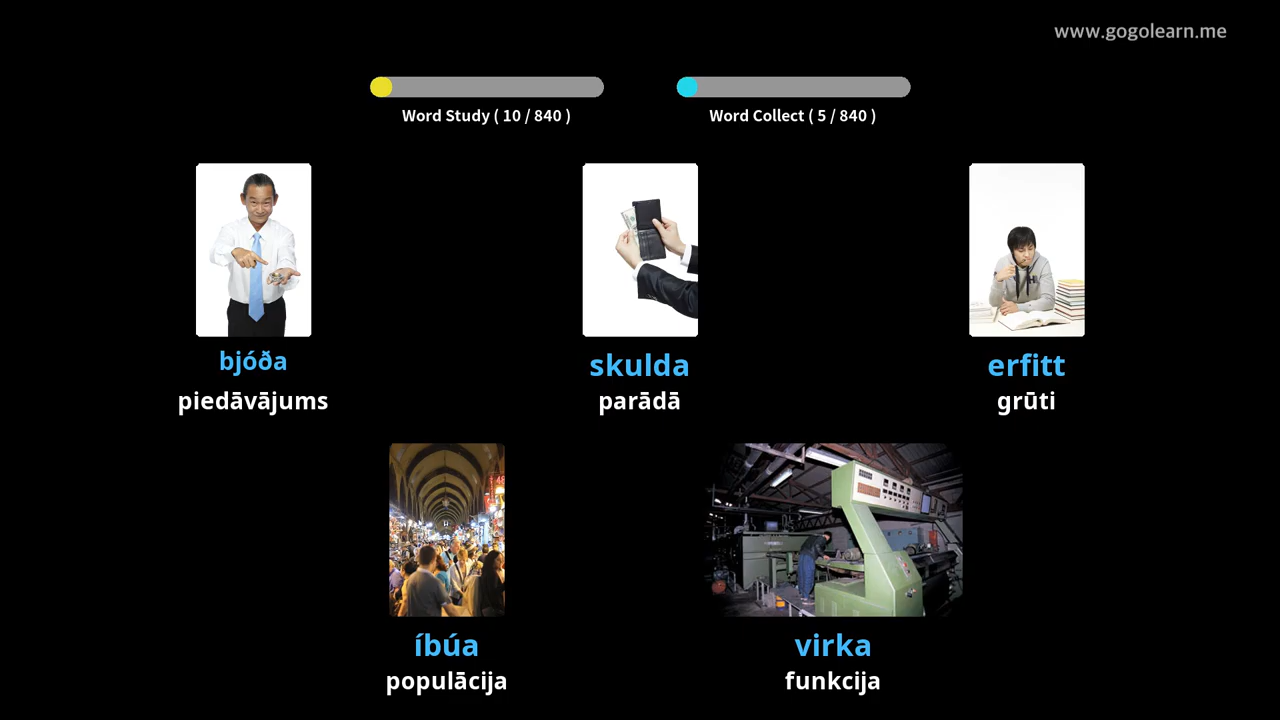 www.gogolearn.me
Word Study ( 10 / 840 )
Word Collect ( 5 / 840 )
bjóða
piedāvājums
skulda
parādā
erfitt
grūti
íbúa
populācija
virka
funkcija